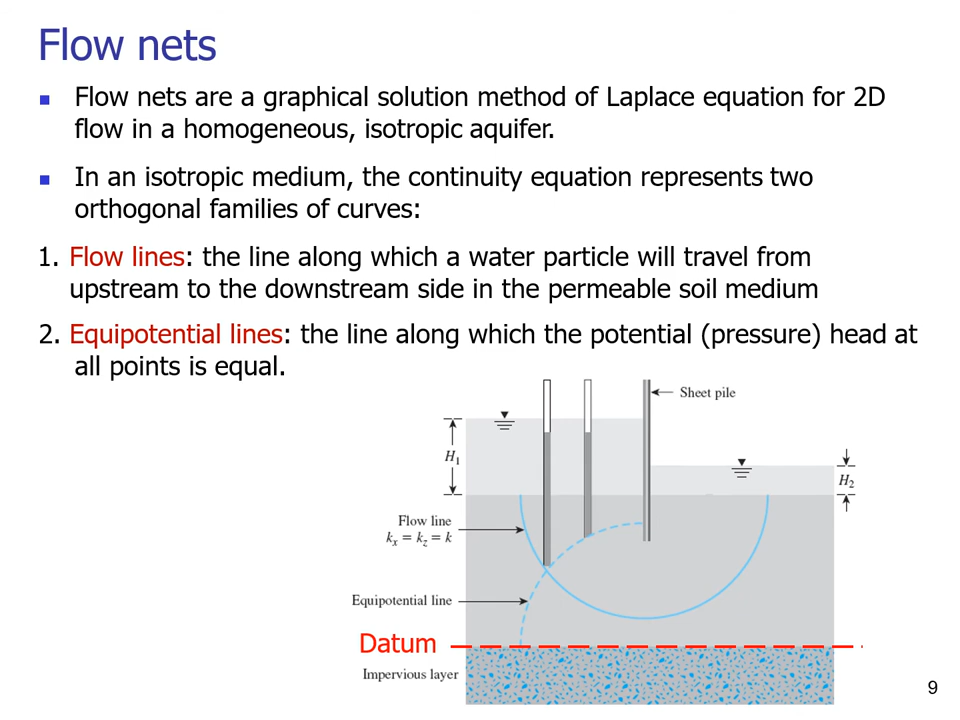 Flow nets
Flow nets are a graphical solution method of Laplace equation for 2D
flow in a homogeneous, isotropic aquifer.
In an isotropic medium, the continuity equation represents two
orthogonal families of curves:
1. Flow lines: the line along which a water particle will travel from
upstream to the downstream side in the permeable soil medium
2. Equipotential lines: the line along which the potential (pressure) head at
all points is equal.
Sheet pile
H₁
H₂
Flow line
kₓ = k_z = k
Equipotential line
Datum
Impervious layer
9